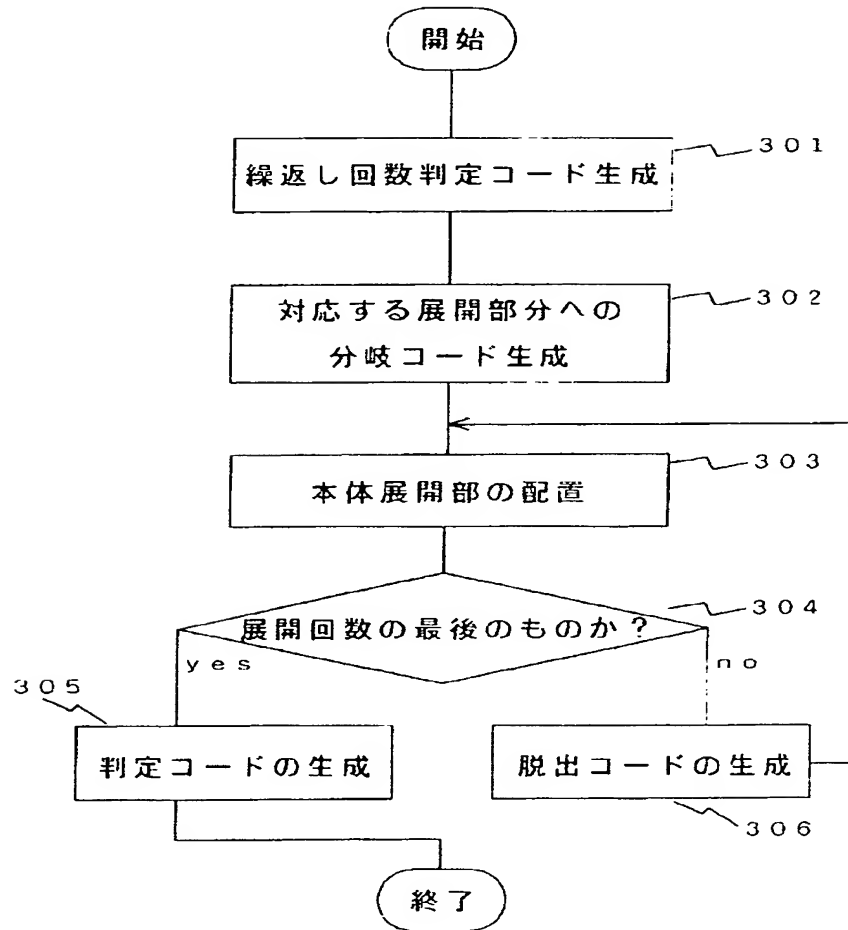 開始
301
繰返し回数判定コード生成
302
対応する展開部分への
分岐コード生成
303
本体展開部の配置
304
展開回数の最後のものか?
yes
no
305
判定コードの生成
脱出コードの生成
306
終了